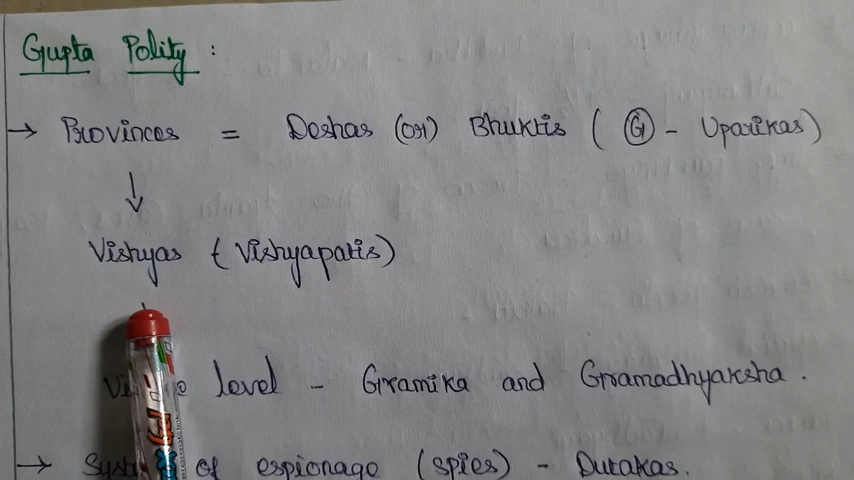 Gupta Polity :
→ Provinces = Deshas (or) Bhuktis ( Ⓖ - Uparikas)
↓
Vishyas ( Vishyapatis)
level - Gramika and Gramadhyaksha .
→ of espionage (spies) - Dutakas.